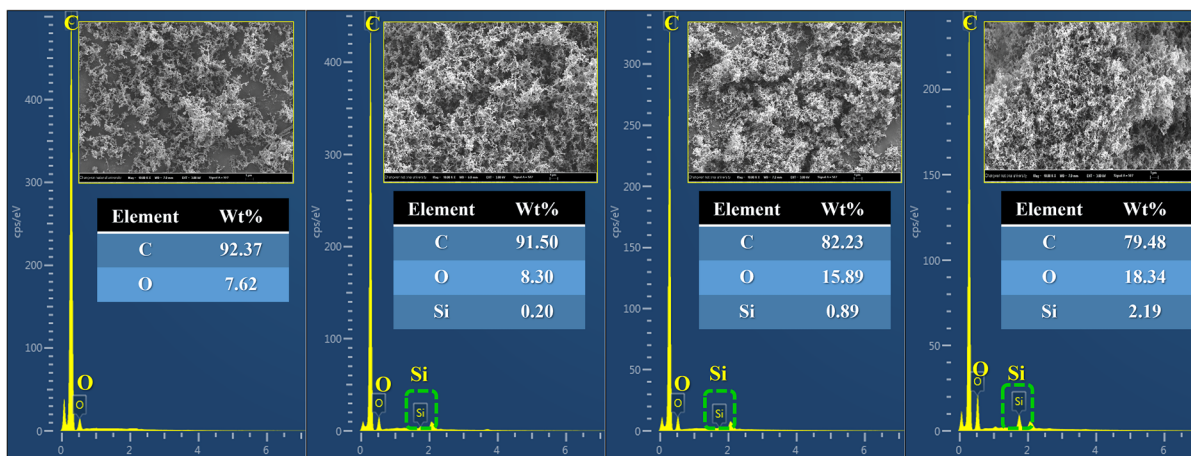 C
400
300
200
100
0
cps/eV
Element Wt%
C 92.37
O 7.62
O
O
0 2 4 6
C
400
300
200
100
0
cps/eV
Element Wt%
C 91.50
O 8.30
Si 0.20
Si
O
O
Si
0 2 4 6
C
300
250
200
150
100
50
0
cps/eV
Element Wt%
C 82.23
O 15.89
Si 0.89
Si
O
O
Si
0 2 4 6
C
200
150
100
50
0
cps/eV
Element Wt%
C 79.48
O 18.34
Si 2.19
Si
O
O
Si
0 2 4 6